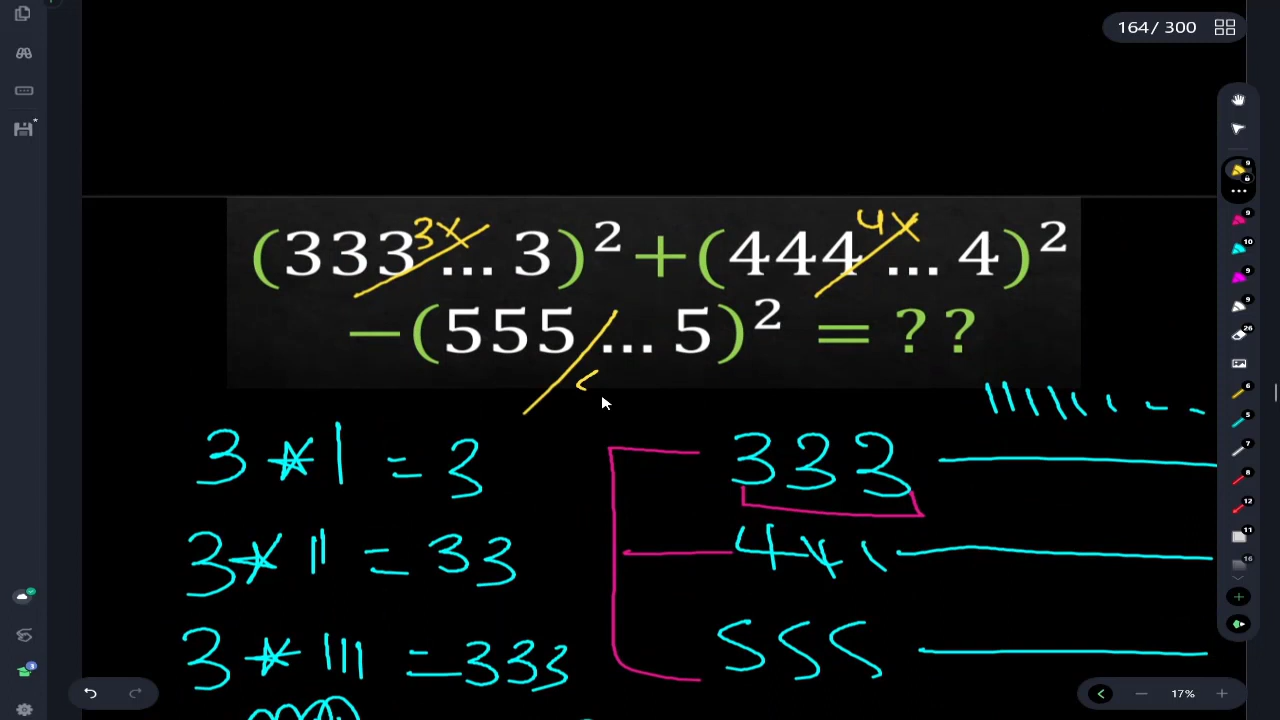 164/ 300
(333 ... 3)² + (444 ... 4)²
3x 4x
−(555 ... 5)² = ??
3 * 1 = 3
333
3 * 11 = 33
444
3 * 111 = 333
555
17%